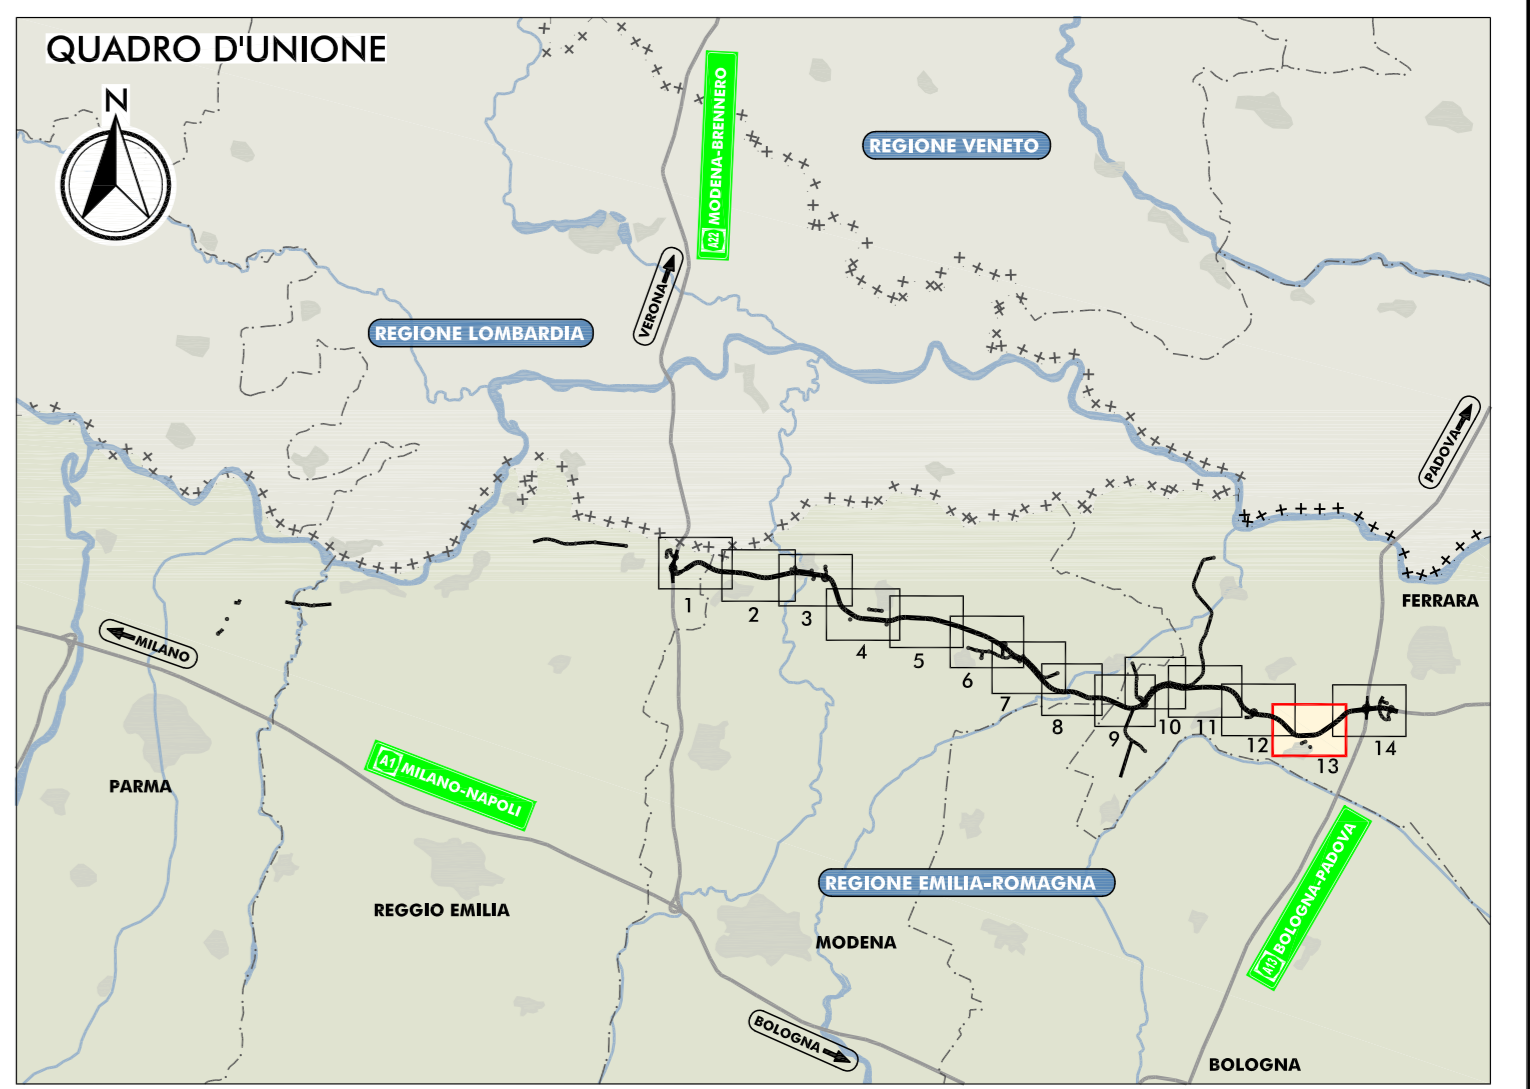 QUADRO D'UNIONE
N
A22 MODENA-BRENNERO
REGIONE VENETO
VERONA
REGIONE LOMBARDIA
PADOVA
FERRARA
MILANO
1
2
3
4
5
6
7
8
9
10
11
12
13
14
PARMA
A1 MILANO-NAPOLI
REGGIO EMILIA
REGIONE EMILIA-ROMAGNA
A13 BOLOGNA-PADOVA
MODENA
BOLOGNA
BOLOGNA